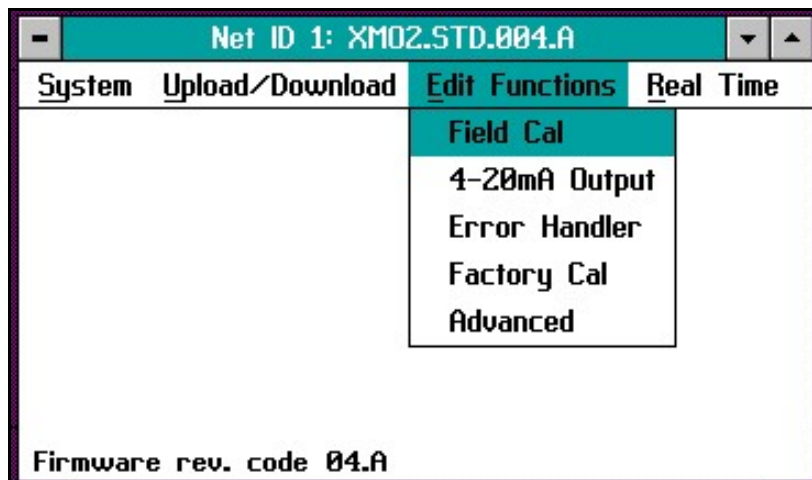 Net ID 1: XMO2.STD.004.A
System Upload/Download Edit Functions Real Time
Field Cal
4-20mA Output
Error Handler
Factory Cal
Advanced
Firmware rev. code 04.A